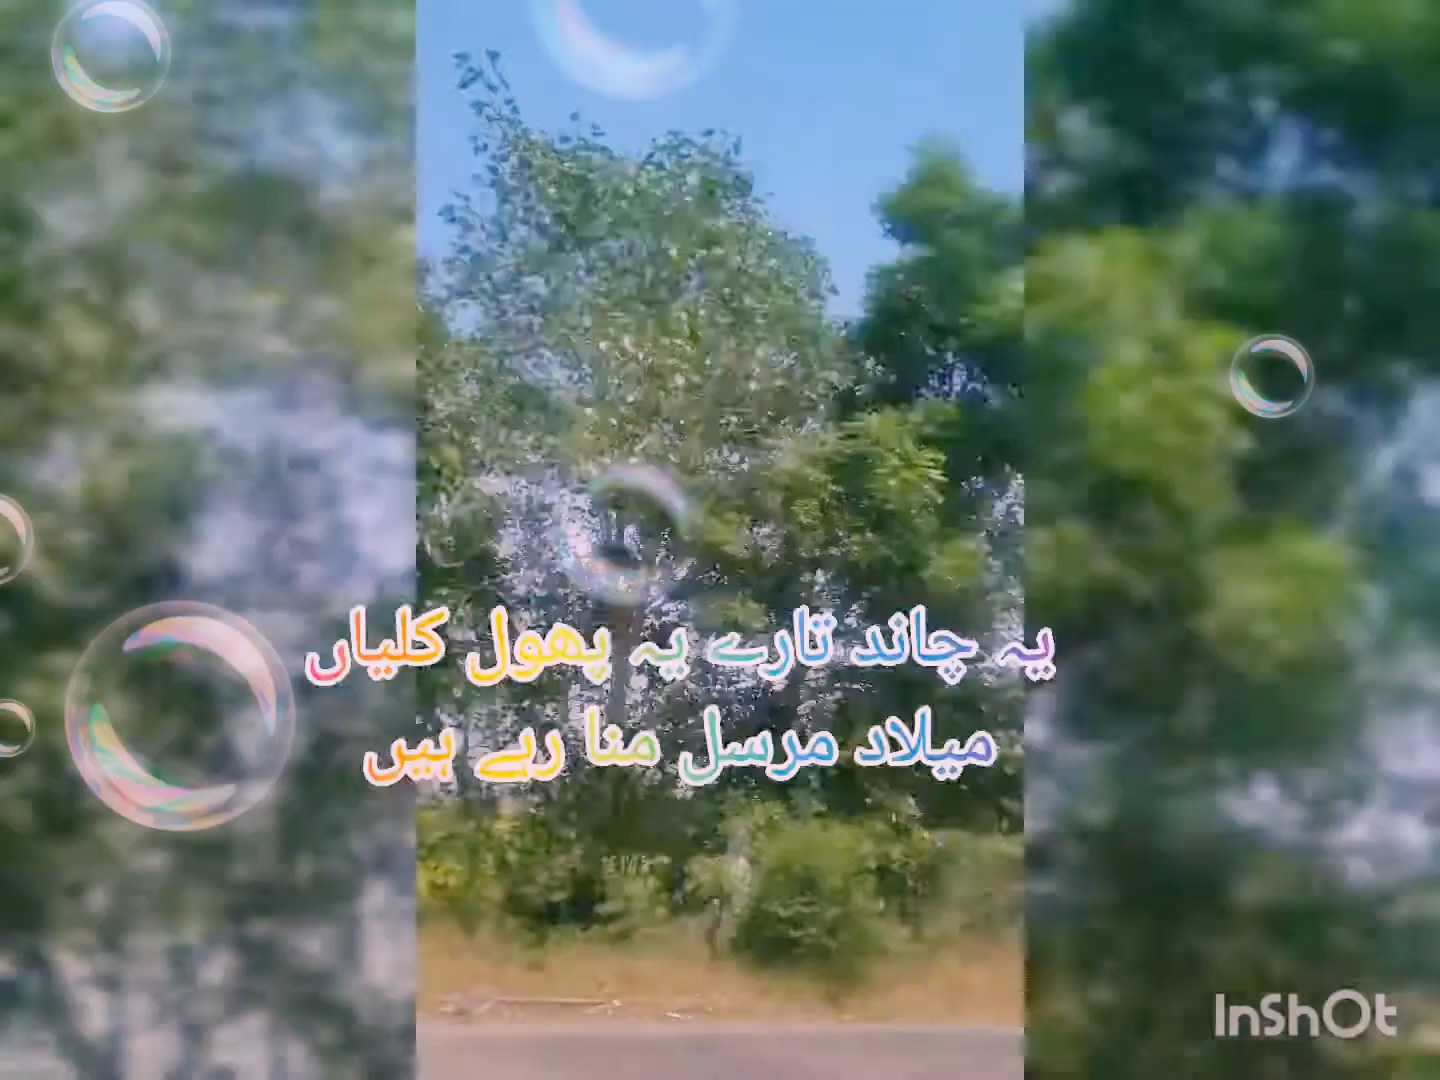 یہ چاند تارے یہ پھول کلیاں
میلاد مرسل منا رہے ہیں
InShOt